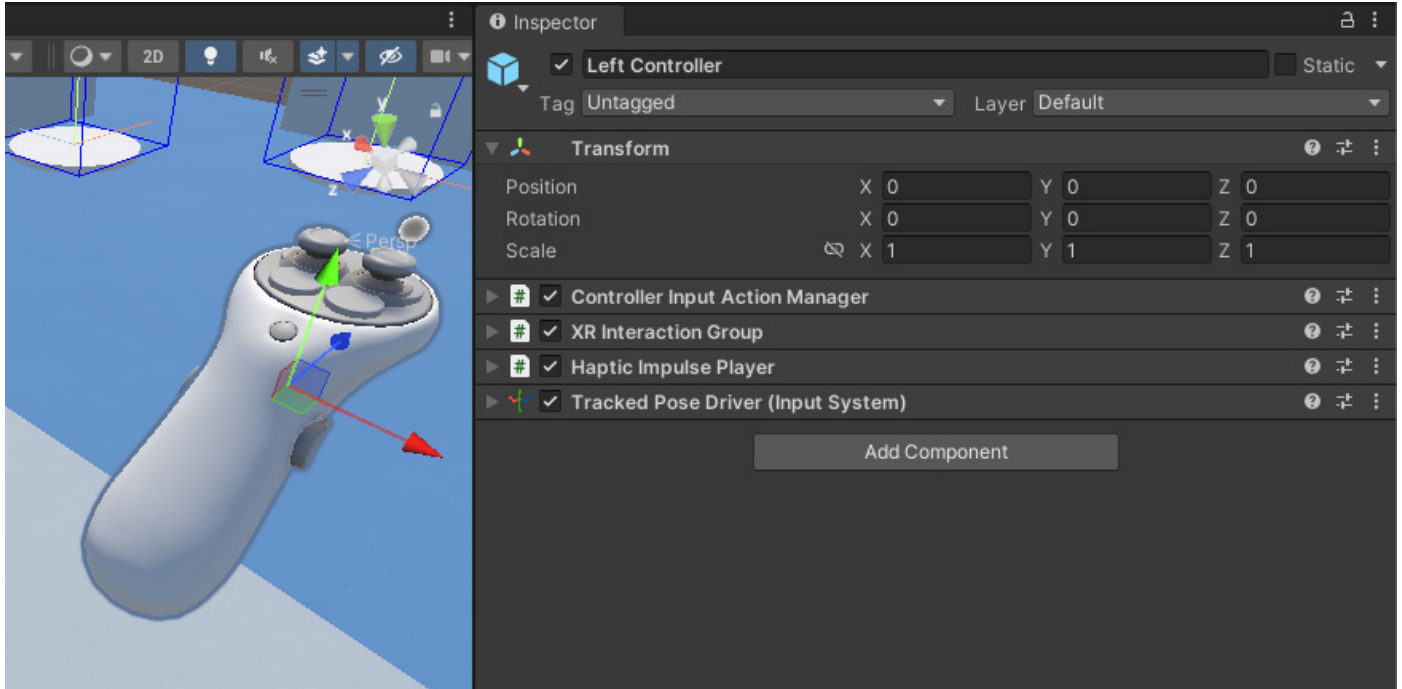 Inspector
2D
Left Controller
Static
Tag Untagged
Layer Default
y
x
z
Persp
Transform
Position X 0 Y 0 Z 0
Rotation X 0 Y 0 Z 0
Scale X 1 Y 1 Z 1
# Controller Input Action Manager
# XR Interaction Group
# Haptic Impulse Player
Tracked Pose Driver (Input System)
Add Component